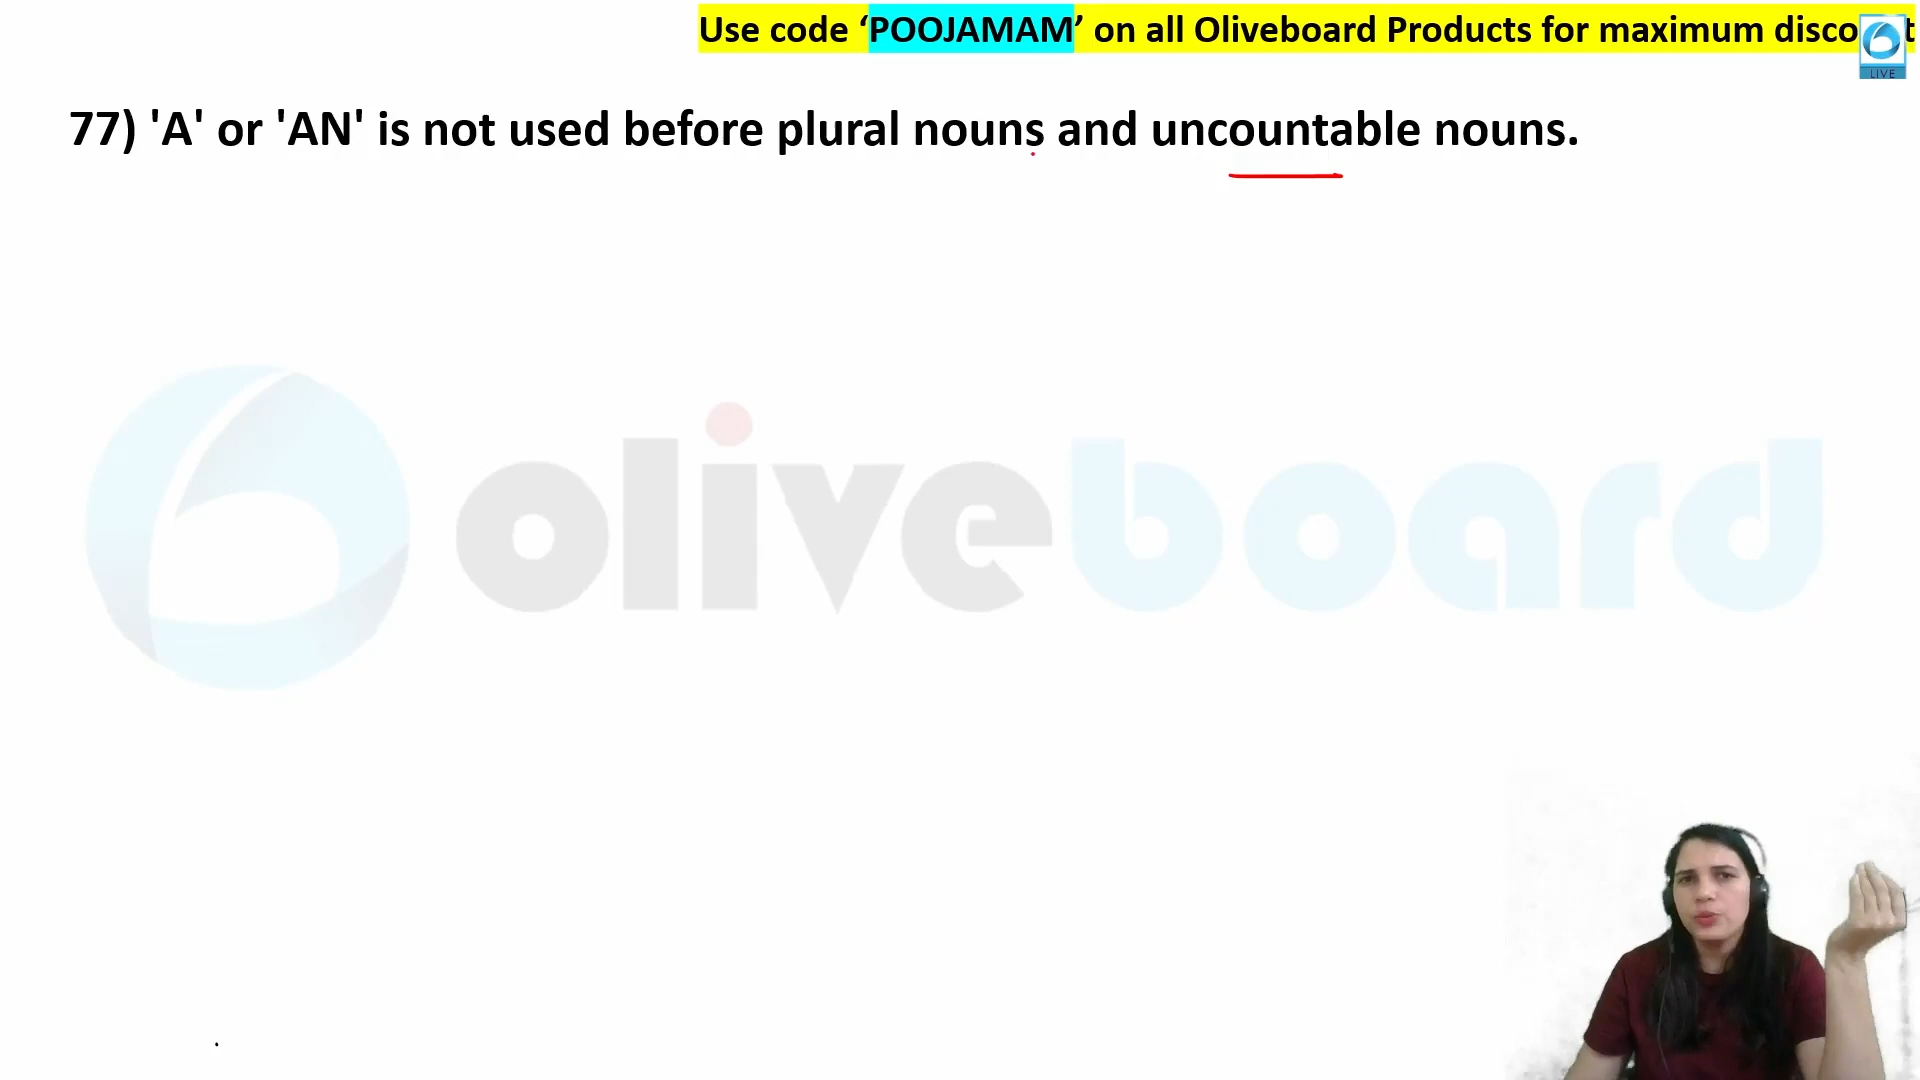 Use code ‘POOJAMAM’ on all Oliveboard Products for maximum disco t
LIVE
77) 'A' or 'AN' is not used before plural nouns and uncountable nouns.
oliveboard